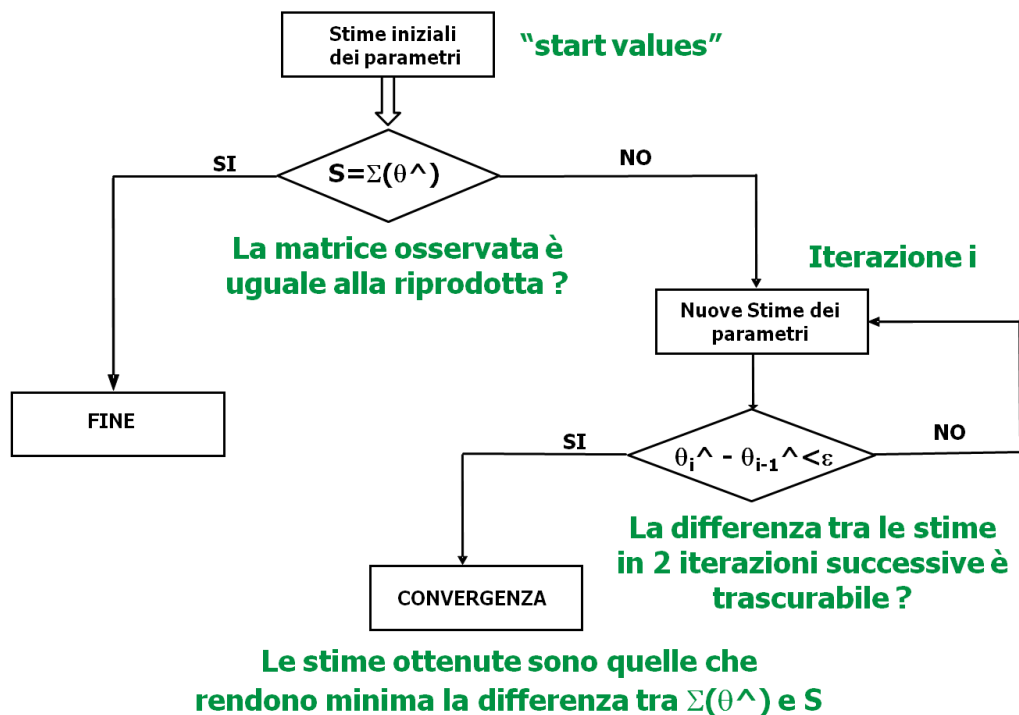 Stime iniziali
dei parametri
“start values”
SI
S=Σ(θ^)
NO
La matrice osservata è
uguale alla riprodotta ?
Iterazione i
Nuove Stime dei
parametri
FINE
SI
θi^ - θi-1^<ε
NO
La differenza tra le stime
in 2 iterazioni successive è
trascurabile ?
CONVERGENZA
Le stime ottenute sono quelle che
rendono minima la differenza tra Σ(θ^) e S